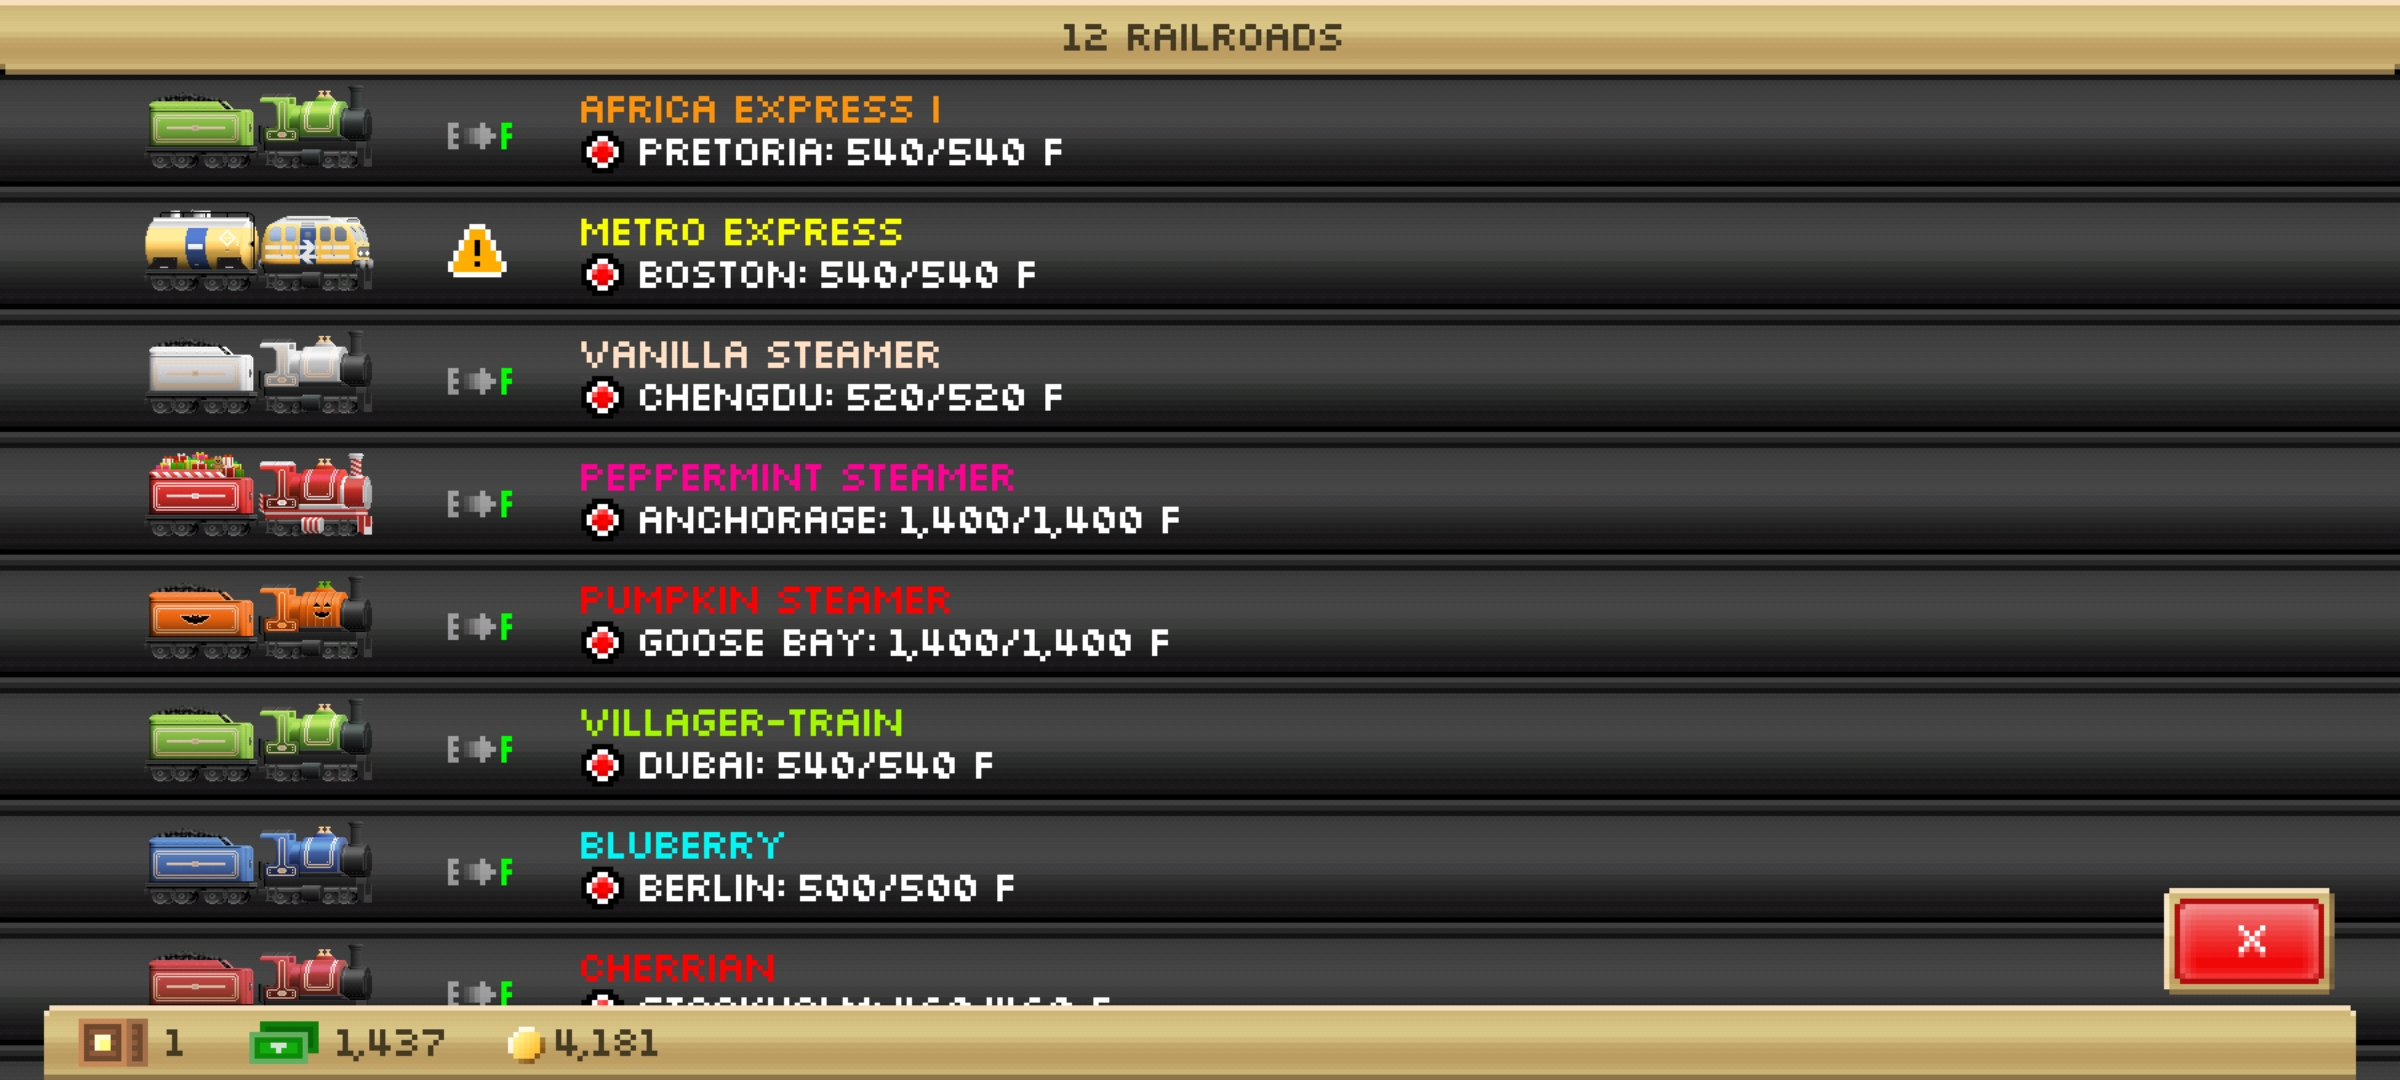 12 RAILROADS
AFRICA EXPRESS I
E F
PRETORIA: 540/540 F
METRO EXPRESS
!
BOSTON: 540/540 F
VANILLA STEAMER
E F
CHENGDU: 520/520 F
PEPPERMINT STEAMER
E F
ANCHORAGE: 1,400/1,400 F
PUMPKIN STEAMER
E F
GOOSE BAY: 1,400/1,400 F
VILLAGER-TRAIN
E F
DUBAI: 540/540 F
BLUBERRY
E F
BERLIN: 500/500 F
X
CHERRIAN
E F
1 1,437 4,181